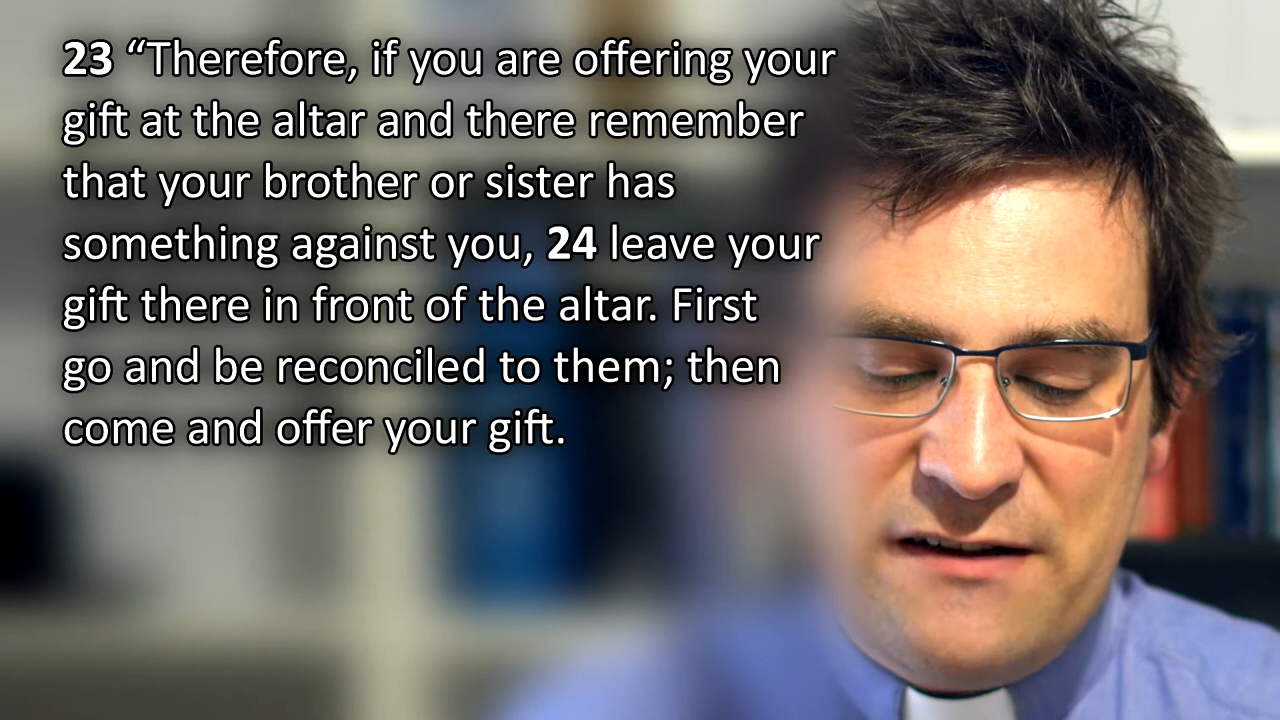 23 “Therefore, if you are offering your
gift at the altar and there remember
that your brother or sister has
something against you, 24 leave your
gift there in front of the altar. First
go and be reconciled to them; then
come and offer your gift.